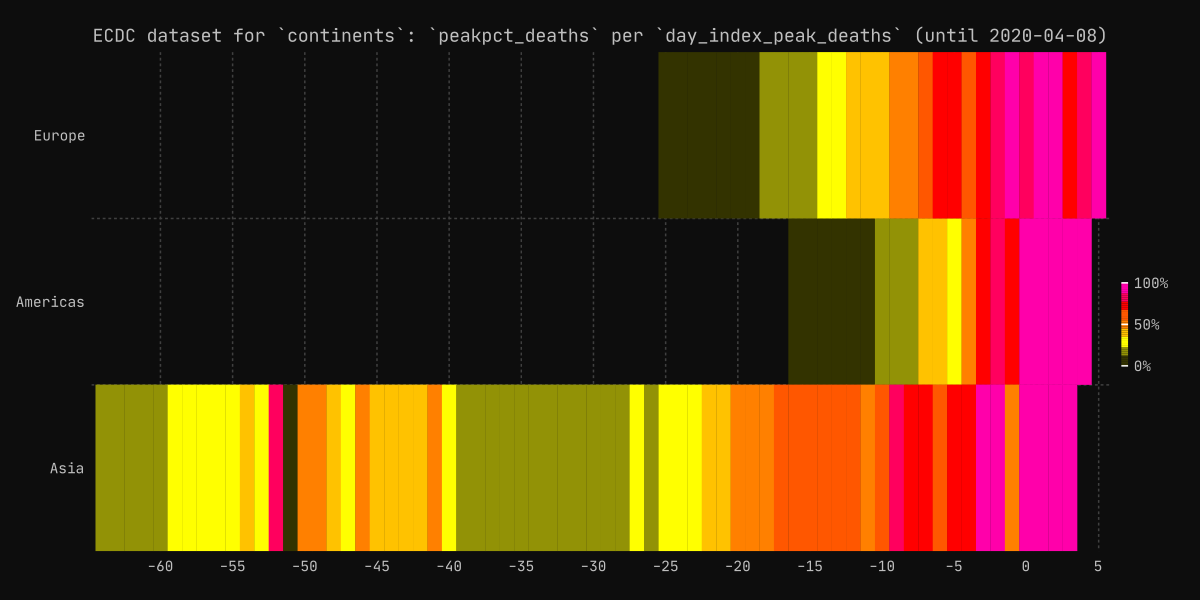 ECDC dataset for `continents`: `peakpct_deaths` per `day_index_peak_deaths` (until 2020-04-08)
Europe
Americas
Asia
100%
50%
0%
-60 -55 -50 -45 -40 -35 -30 -25 -20 -15 -10 -5 0 5